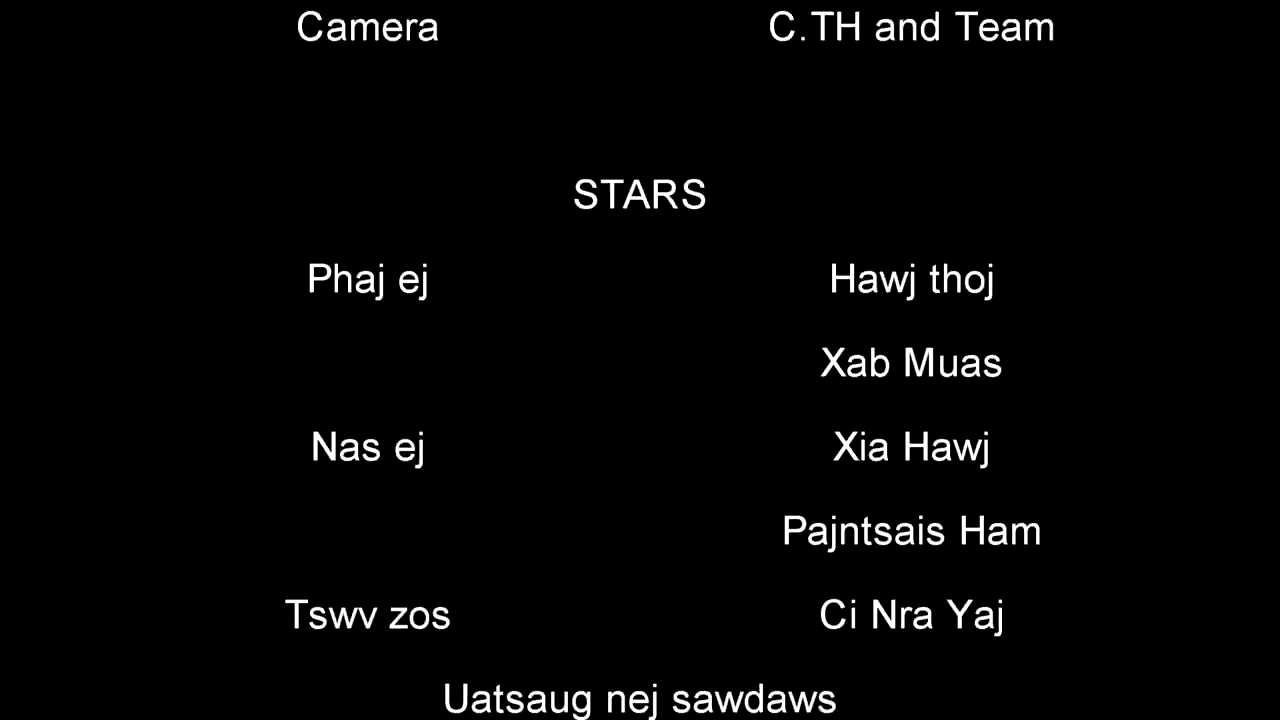 Camera C.TH and Team
STARS
Phaj ej Hawj thoj
Xab Muas
Nas ej Xia Hawj
Pajntsais Ham
Tswv zos Ci Nra Yaj
Uatsaug nej sawdaws